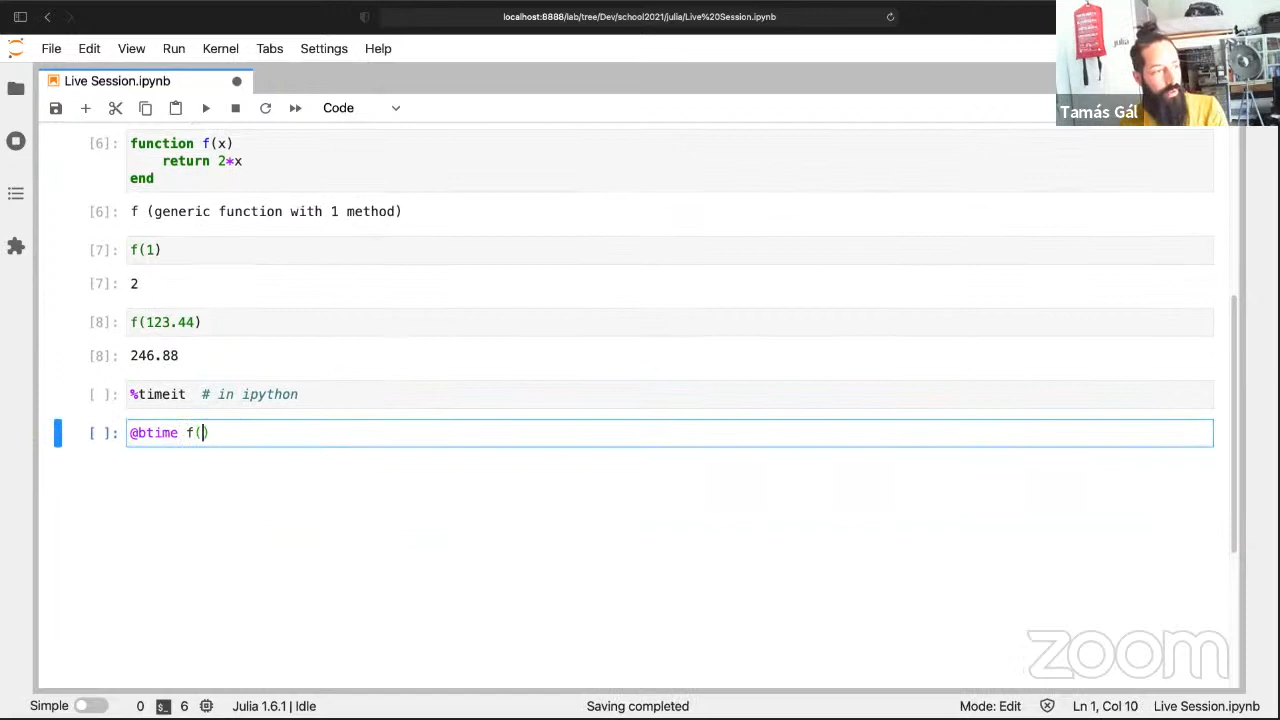 localhost:8888/lab/tree/Dev/school2021/julia/Live%20Session.ipynb
File Edit View Run Kernel Tabs Settings Help
Live Session.ipynb
Code
julia
Tamás Gál
[6]: function f(x)
return 2*x
end
[6]: f (generic function with 1 method)
[7]: f(1)
[7]: 2
[8]: f(123.44)
[8]: 246.88
[ ]: %timeit # in ipython
[ ]: @btime f()
zoom
Simple 0 $_ 6 Julia 1.6.1 | Idle Saving completed Mode: Edit Ln 1, Col 10 Live Session.ipynb